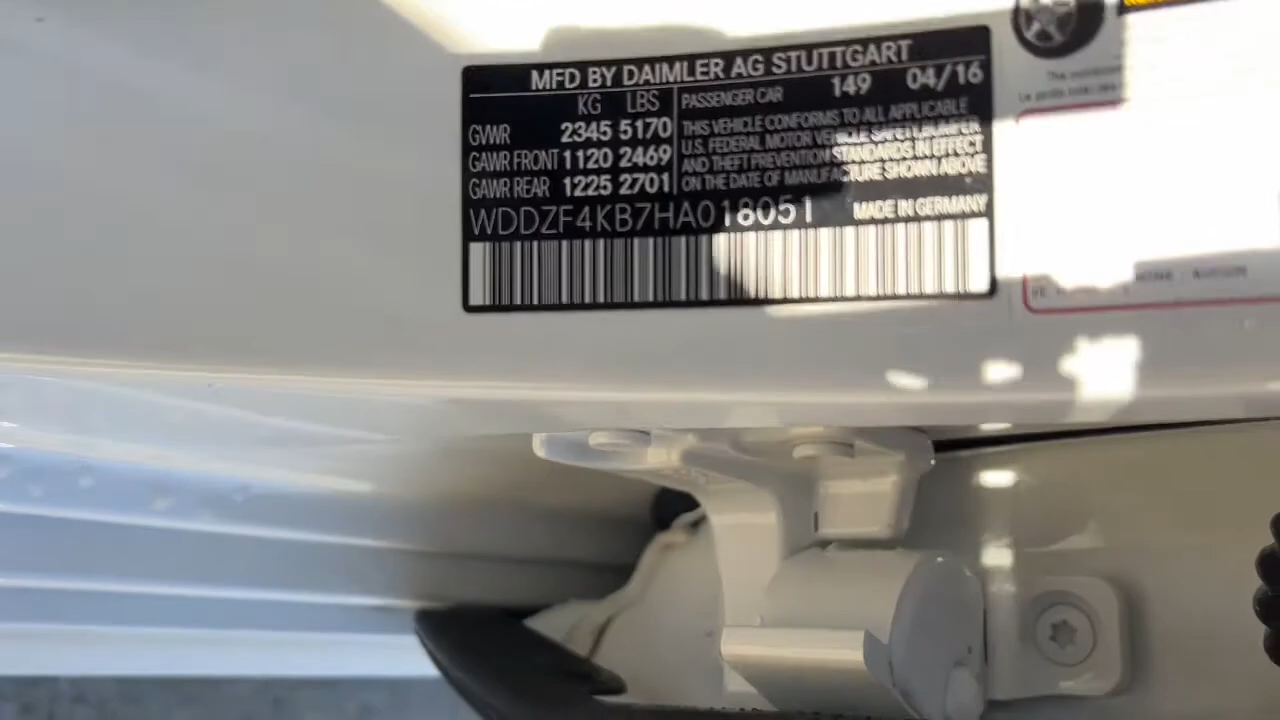 MFD BY DAIMLER AG STUTTGART
KG LBS
GVWR 2345 5170
GAWR FRONT 1120 2469
GAWR REAR 1225 2701
PASSENGER CAR 149 04/16
THIS VEHICLE CONFORMS TO ALL APPLICABLE
U.S. FEDERAL MOTOR VEHICLE SAFETY, BUMPER
AND THEFT PREVENTION STANDARDS IN EFFECT
ON THE DATE OF MANUFACTURE SHOWN ABOVE
WDDZF4KB7HA018051 MADE IN GERMANY